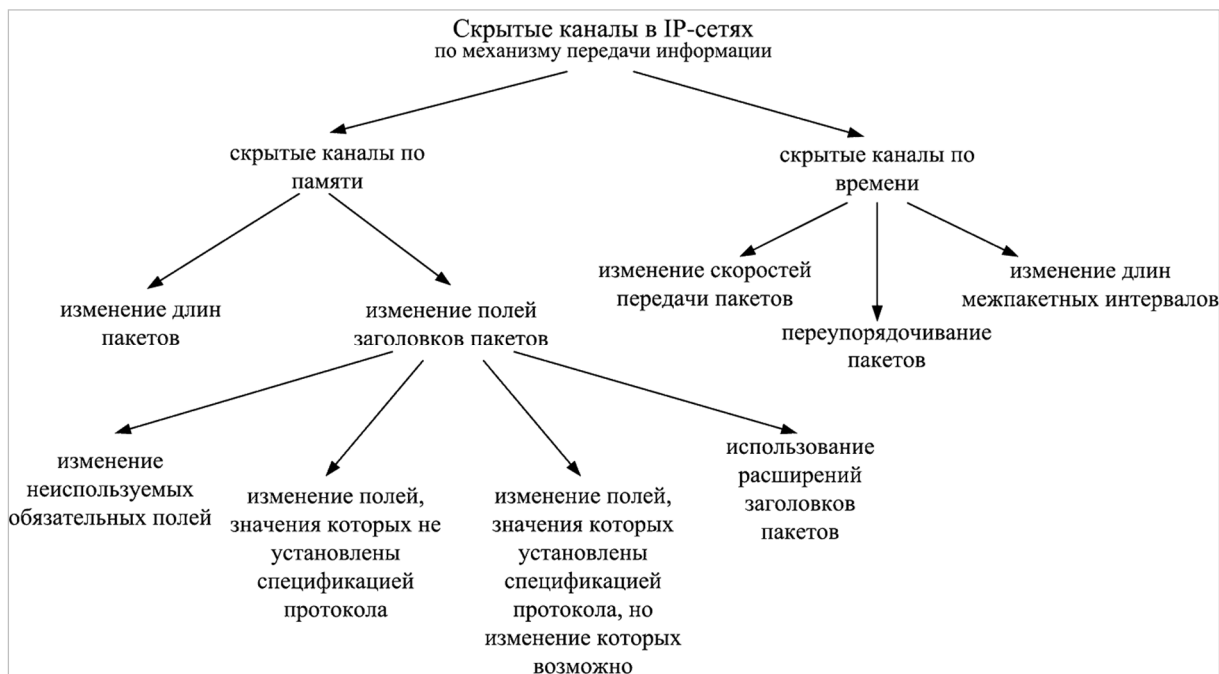 Скрытые каналы в IP-сетях
по механизму передачи информации
скрытые каналы по
памяти
скрытые каналы по
времени
изменение длин
пакетов
изменение полей
заголовков пакетов
изменение скоростей
передачи пакетов
переупорядочивание
пакетов
изменение длин
межпакетных интервалов
изменение
неиспользуемых
обязательных полей
изменение полей,
значения которых не
установлены
спецификацией
протокола
изменение полей,
значения которых
установлены
спецификацией
протокола, но
изменение которых
возможно
использование
расширений
заголовков
пакетов